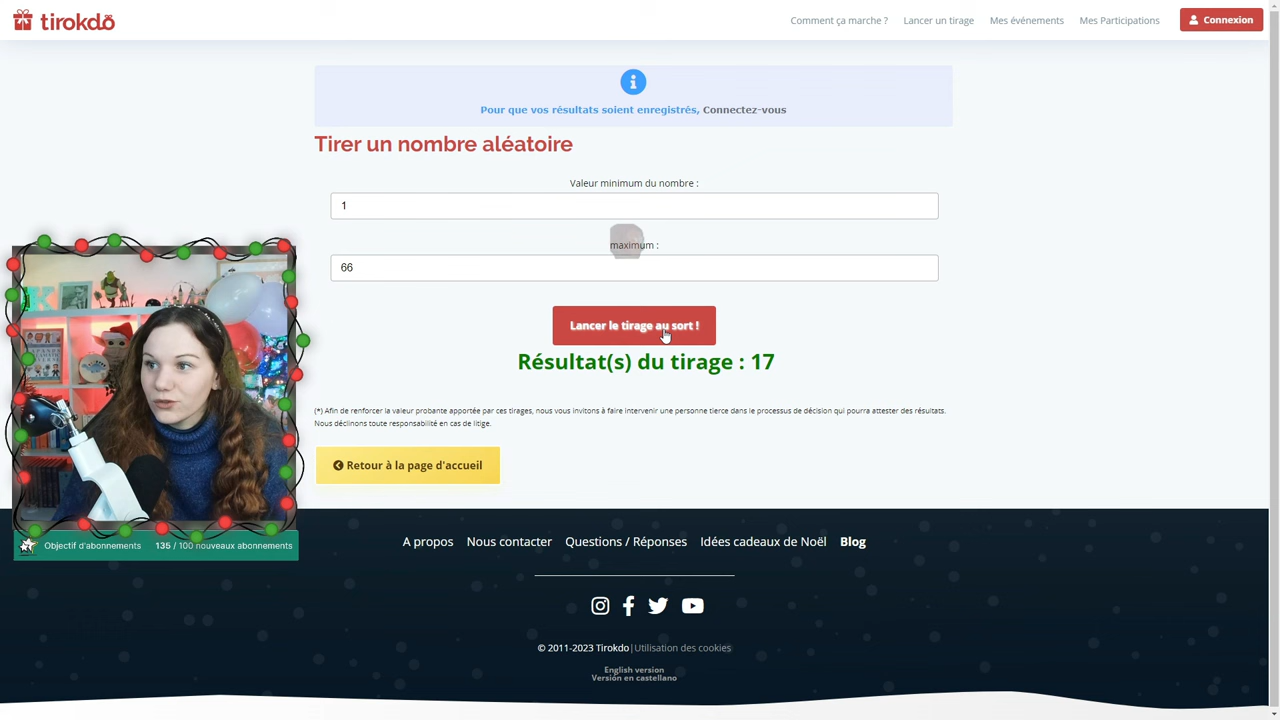 tirokdo
Comment ça marche ?
Lancer un tirage
Mes événements
Mes Participations
Connexion
Pour que vos résultats soient enregistrés, Connectez-vous
Tirer un nombre aléatoire
Valeur minimum du nombre :
1
maximum :
66
Lancer le tirage au sort !
Résultat(s) du tirage : 17
(*) Afin de renforcer la valeur probante apportée par ces tirages, nous vous invitons à faire intervenir une personne tierce dans le processus de décision qui pourra attester des résultats.
Nous déclinons toute responsabilité en cas de litige.
Retour à la page d'accueil
Objectif d'abonnements 135 / 100 nouveaux abonnements
A propos
Nous contacter
Questions / Réponses
Idées cadeaux de Noël
Blog
© 2011-2023 Tirokdo|Utilisation des cookies
English version
Versión en castellano